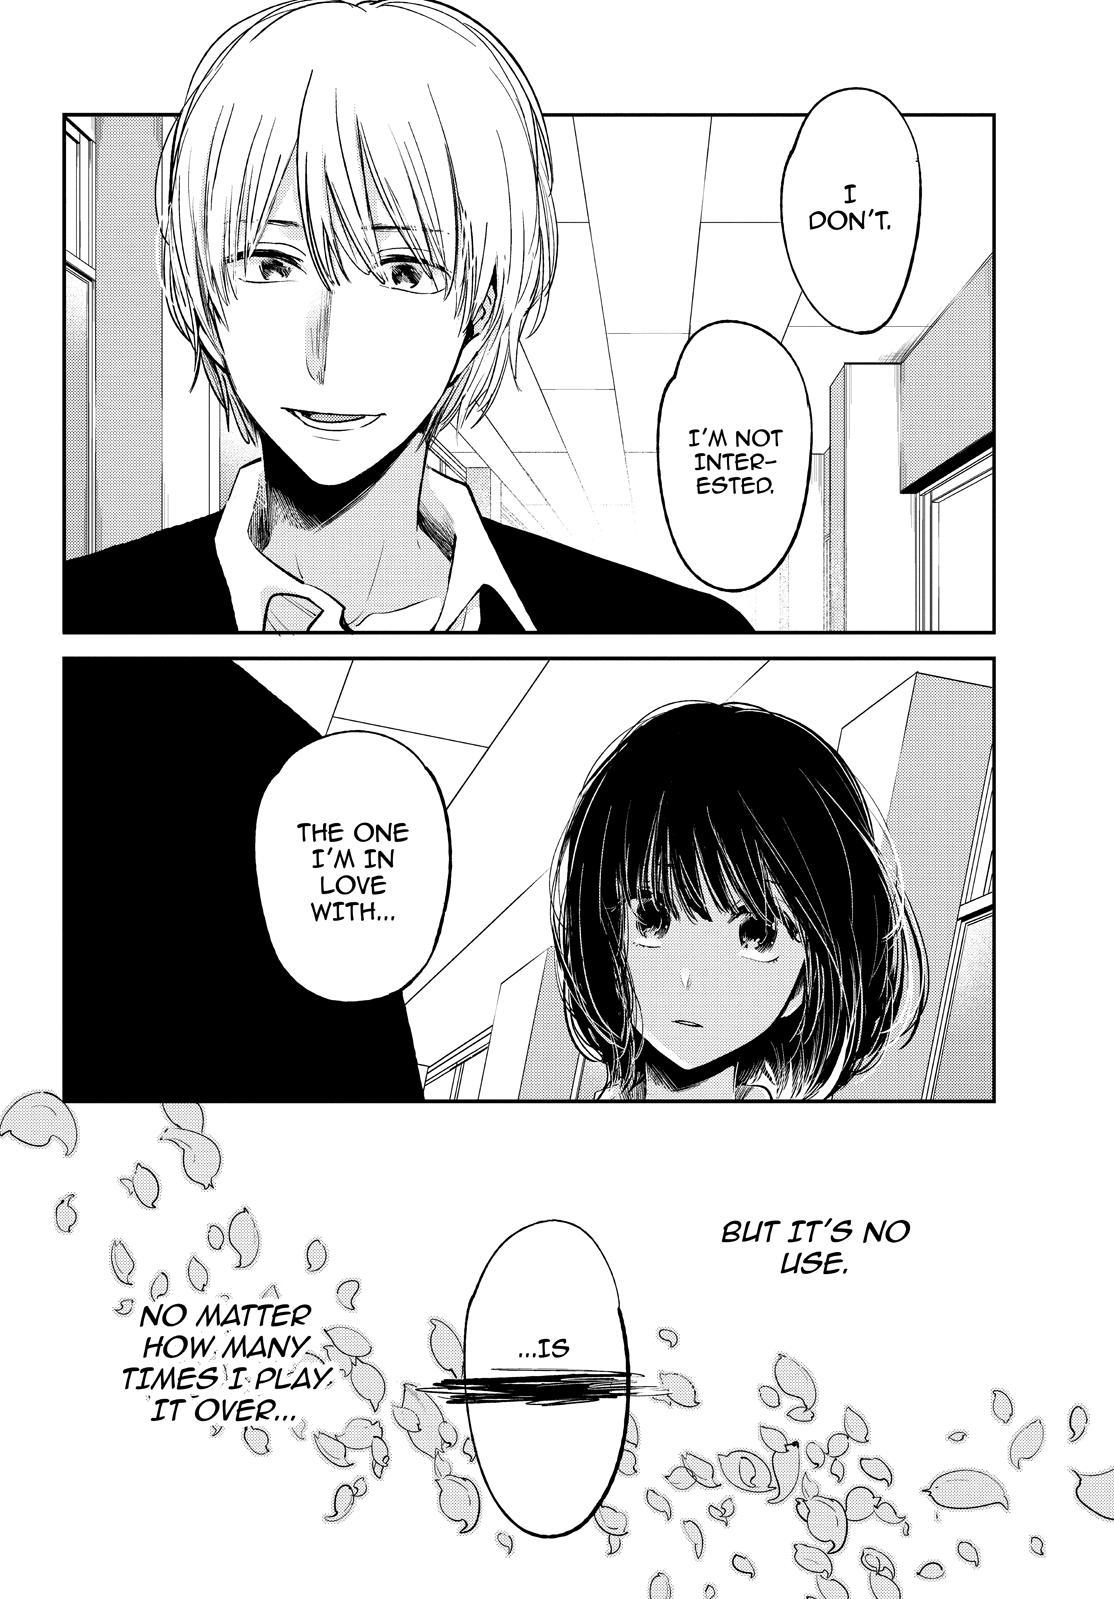 I
DON'T.
I'M NOT
INTER-
ESTED.
THE ONE
I'M IN
LOVE
WITH...
BUT IT'S NO
USE.
...IS
NO MATTER
HOW MANY
TIMES I PLAY
IT OVER...